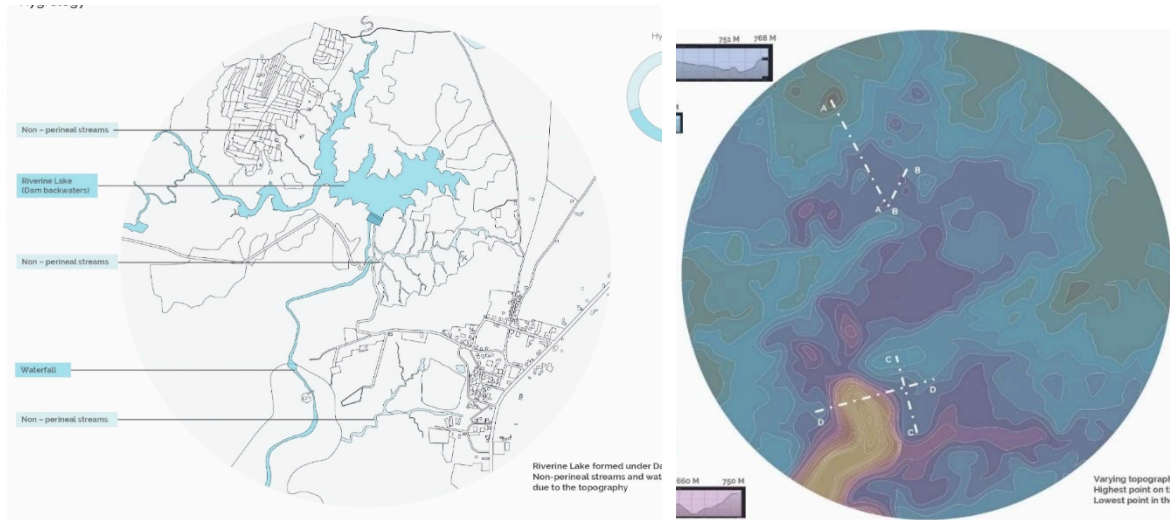 Hy
Non – perineal streams
Riverine Lake
(Dam backwaters)
Non – perineal streams
Waterfall
Non – perineal streams
Riverine Lake formed under Da
Non-perineal streams and wat
due to the topography
751 M 768 M
M
A
B
A B
C
D
D
C
660 M 750 M
Varying topograph
Highest point on th
Lowest point in the